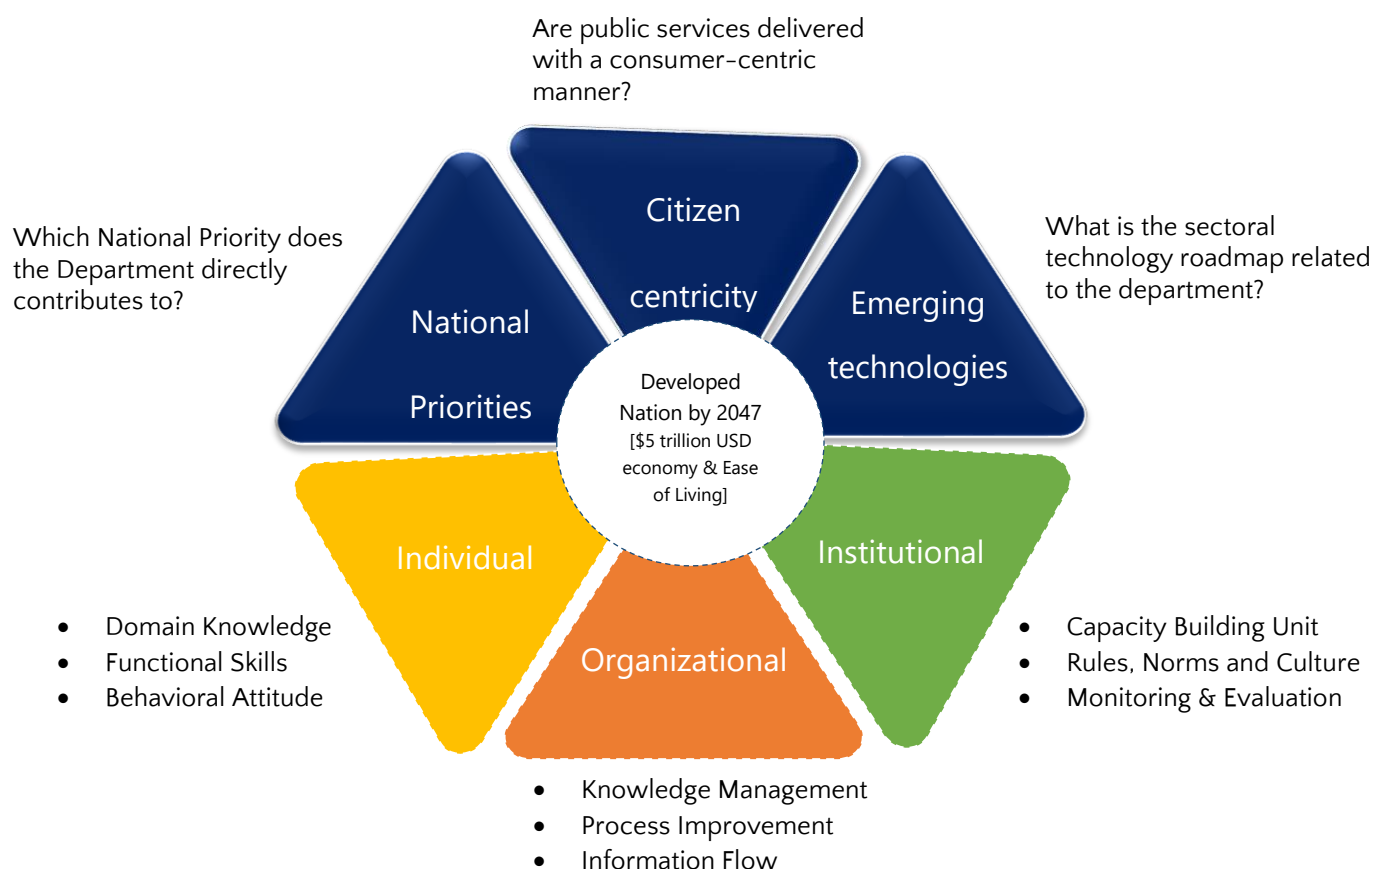 Are public services delivered
with a consumer-centric
manner?
Which National Priority does
the Department directly
contributes to?
What is the sectoral
technology roadmap related
to the department?
Citizen
centricity
National
Priorities
Emerging
technologies
Developed
Nation by 2047
[$5 trillion USD
economy & Ease
of Living]
Individual
Organizational
Institutional
• Domain Knowledge
• Functional Skills
• Behavioral Attitude
• Capacity Building Unit
• Rules, Norms and Culture
• Monitoring & Evaluation
• Knowledge Management
• Process Improvement
• Information Flow